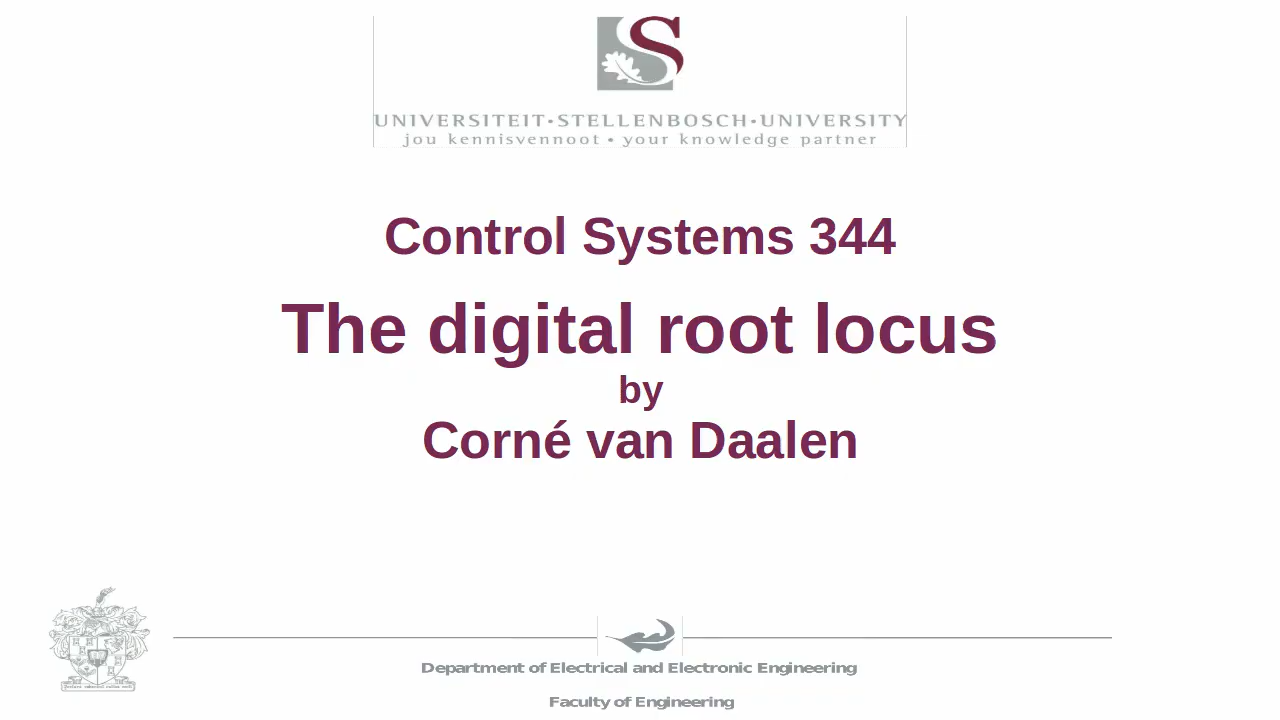 UNIVERSITEIT•STELLENBOSCH•UNIVERSITY
jou kennisvennoot • your knowledge partner
Control Systems 344
The digital root locus
by
Corné van Daalen
Department of Electrical and Electronic Engineering
Faculty of Engineering